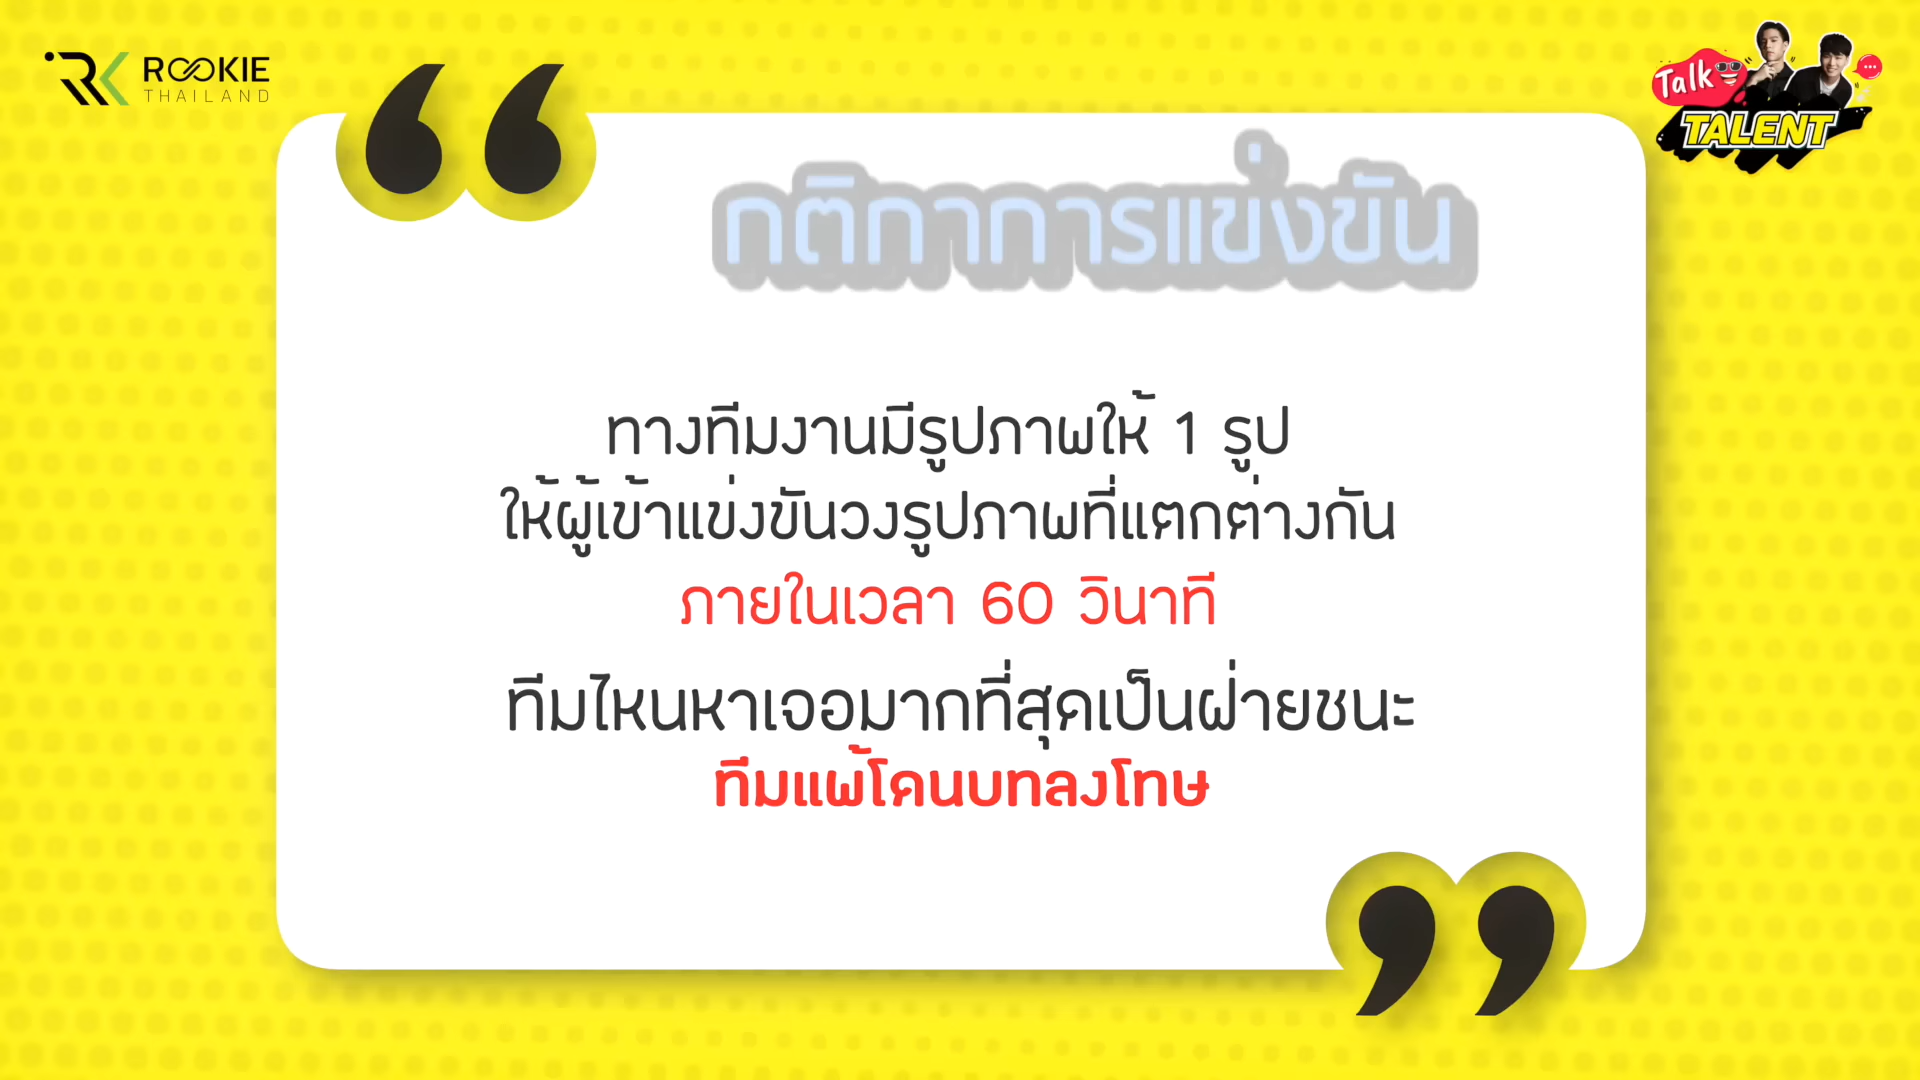 ROOKIE
THAILAND
Talk
TALENT
กติกาการแข่งขัน
ทางทีมงานมีรูปภาพให้ 1 รูป
ให้ผู้เข้าแข่งขันวงรูปภาพที่แตกต่างกัน
ภายในเวลา 60 วินาที
ทีมไหนหาเจอมากที่สุดเป็นฝ่ายชนะ
ทีมแพ้โดนบทลงโทษ